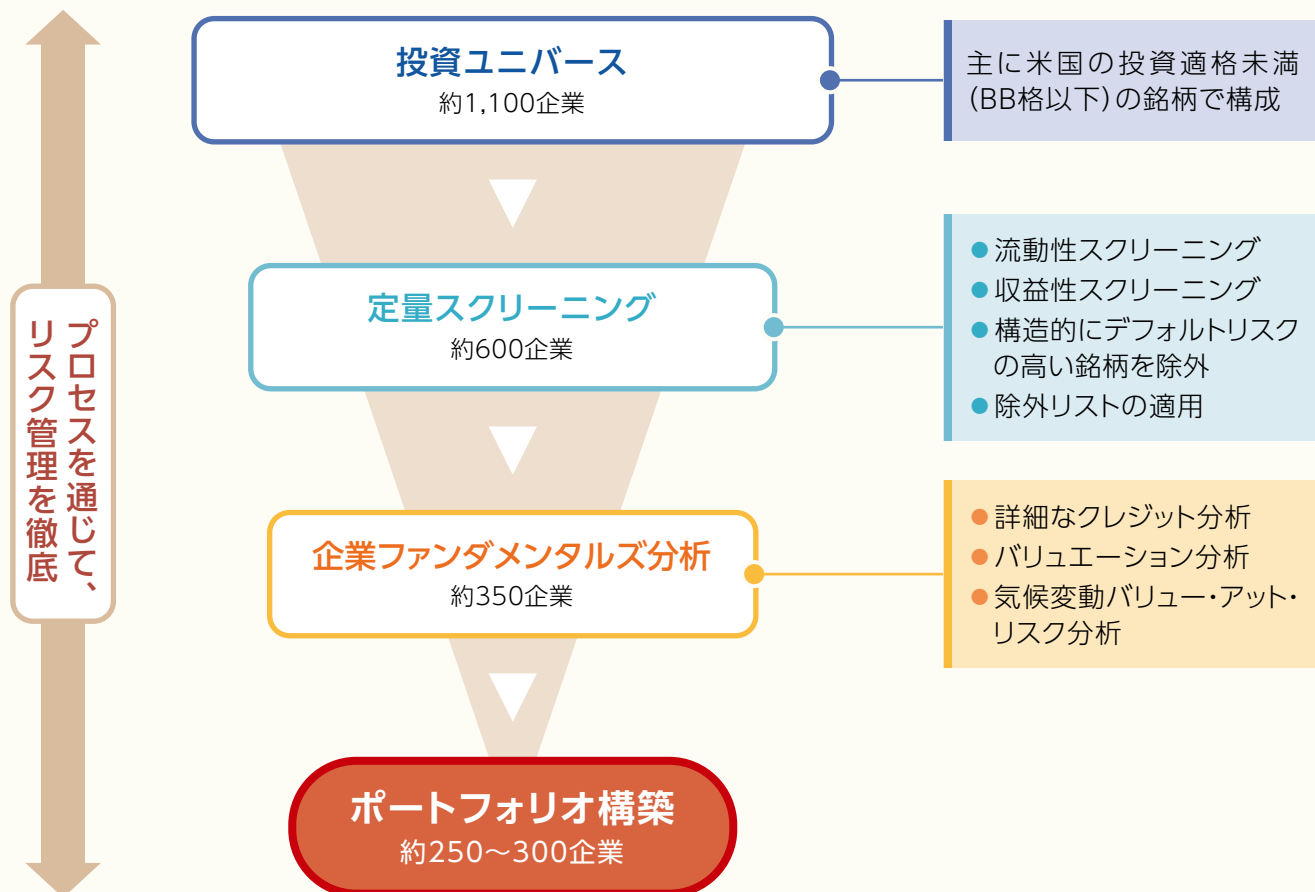 プロセスを通じて、
リスク管理を徹底
投資ユニバース
約1,100企業
主に米国の投資適格未満
(BB格以下)の銘柄で構成
定量スクリーニング
約600企業
●流動性スクリーニング
●収益性スクリーニング
●構造的にデフォルトリスク
の高い銘柄を除外
●除外リストの適用
企業ファンダメンタルズ分析
約350企業
●詳細なクレジット分析
●バリュエーション分析
●気候変動バリュー・アット・
リスク分析
ポートフォリオ構築
約250～300企業